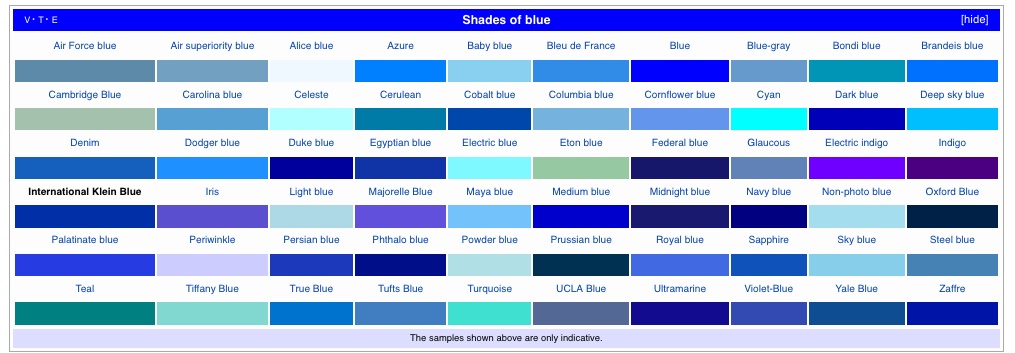 V · T · E Shades of blue [hide]
Air Force blue Air superiority blue Alice blue Azure Baby blue Bleu de France Blue Blue-gray Bondi blue Brandeis blue
Cambridge Blue Carolina blue Celeste Cerulean Cobalt blue Columbia blue Cornflower blue Cyan Dark blue Deep sky blue
Denim Dodger blue Duke blue Egyptian blue Electric blue Eton blue Federal blue Glaucous Electric indigo Indigo
International Klein Blue Iris Light blue Majorelle Blue Maya blue Medium blue Midnight blue Navy blue Non-photo blue Oxford Blue
Palatinate blue Periwinkle Persian blue Phthalo blue Powder blue Prussian blue Royal blue Sapphire Sky blue Steel blue
Teal Tiffany Blue True Blue Tufts Blue Turquoise UCLA Blue Ultramarine Violet-Blue Yale Blue Zaffre
The samples shown above are only indicative.